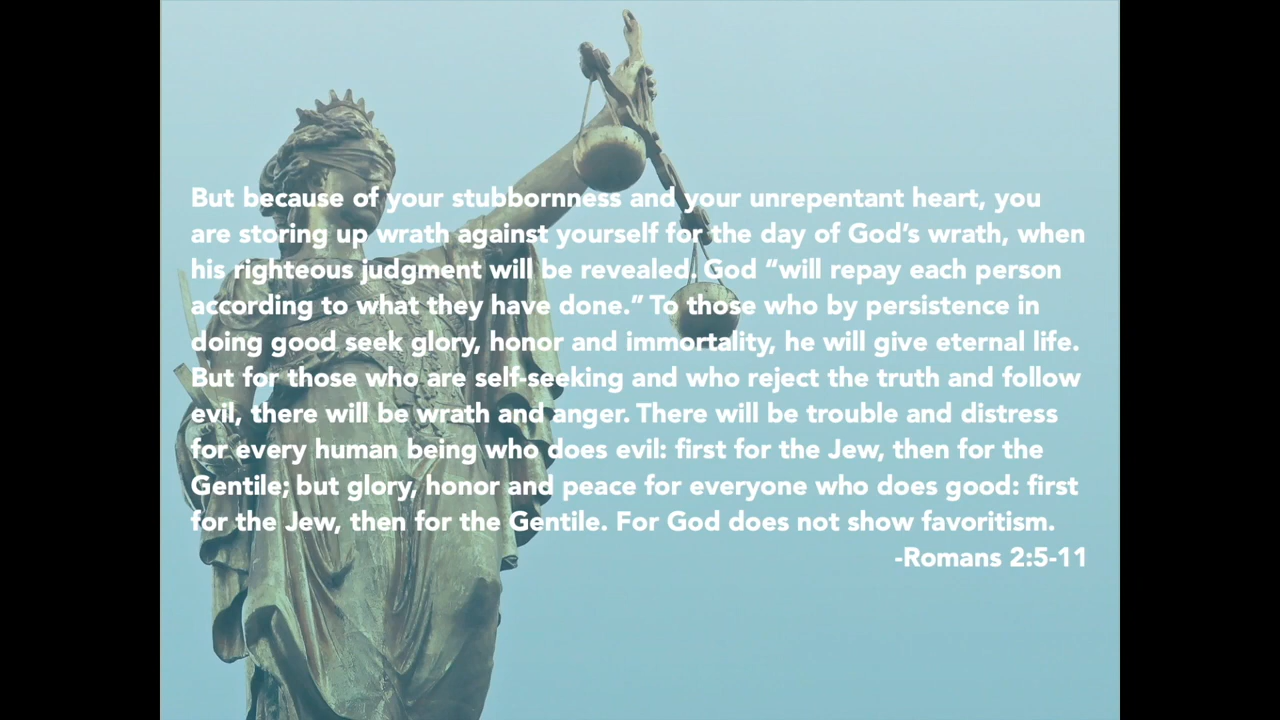 But because of your stubbornness and your unrepentant heart, you
are storing up wrath against yourself for the day of God’s wrath, when
his righteous judgment will be revealed. God “will repay each person
according to what they have done.” To those who by persistence in
doing good seek glory, honor and immortality, he will give eternal life.
But for those who are self-seeking and who reject the truth and follow
evil, there will be wrath and anger. There will be trouble and distress
for every human being who does evil: first for the Jew, then for the
Gentile; but glory, honor and peace for everyone who does good: first
for the Jew, then for the Gentile. For God does not show favoritism.
-Romans 2:5-11